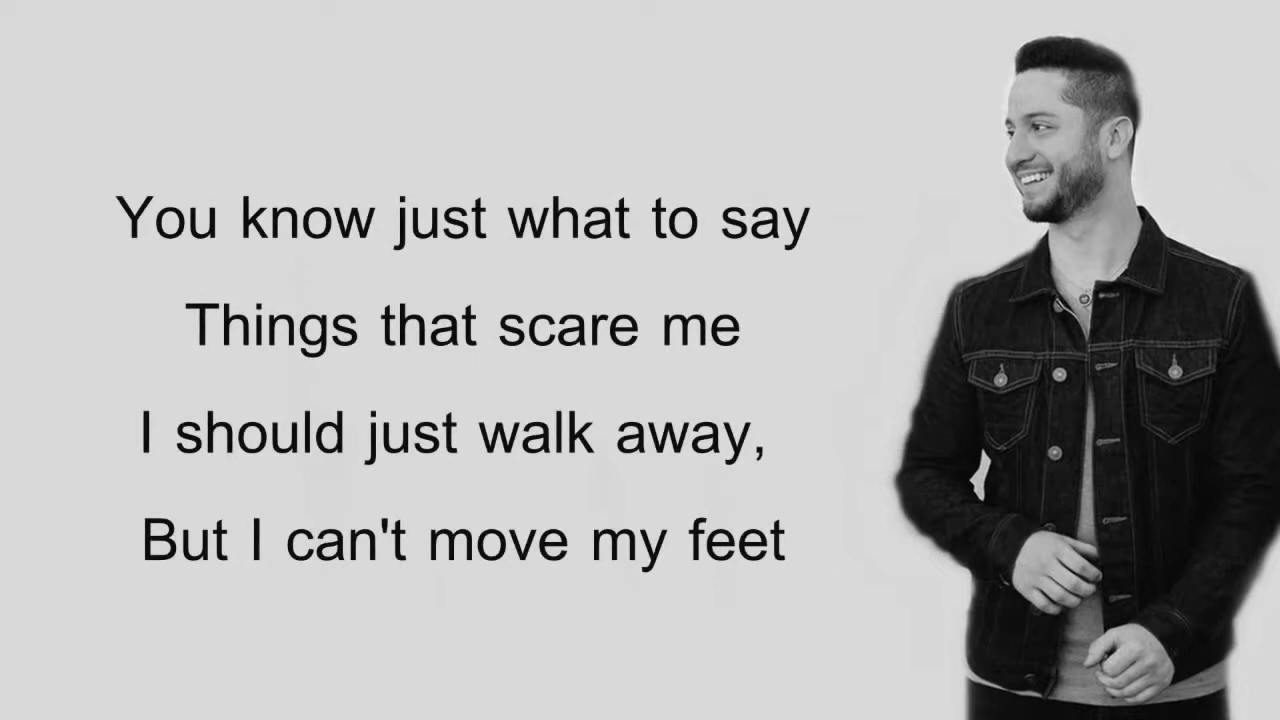 You know just what to say
Things that scare me
I should just walk away,
But I can't move my feet